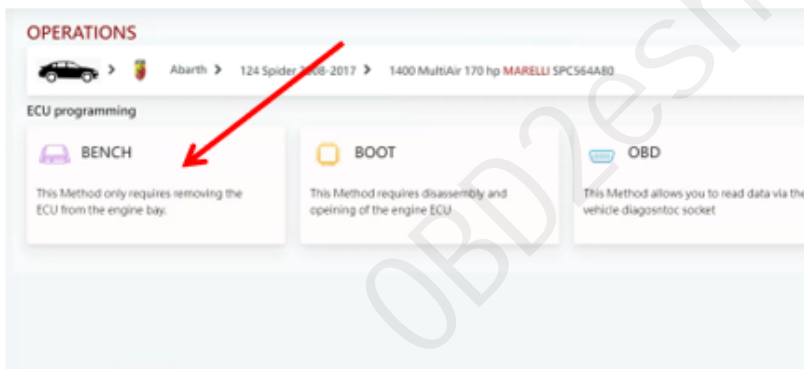 OPERATIONS
Abarth > 124 Spider 2008-2017 > 1400 MultiAir 170 hp MARELLI SPC564A80
ECU programming
BENCH
This Method only requires removing the
ECU from the engine bay.
BOOT
This Method requires disassembly and
opeining of the engine ECU
OBD
This Method allows you to read data via the
vehicle diagosntoc socket